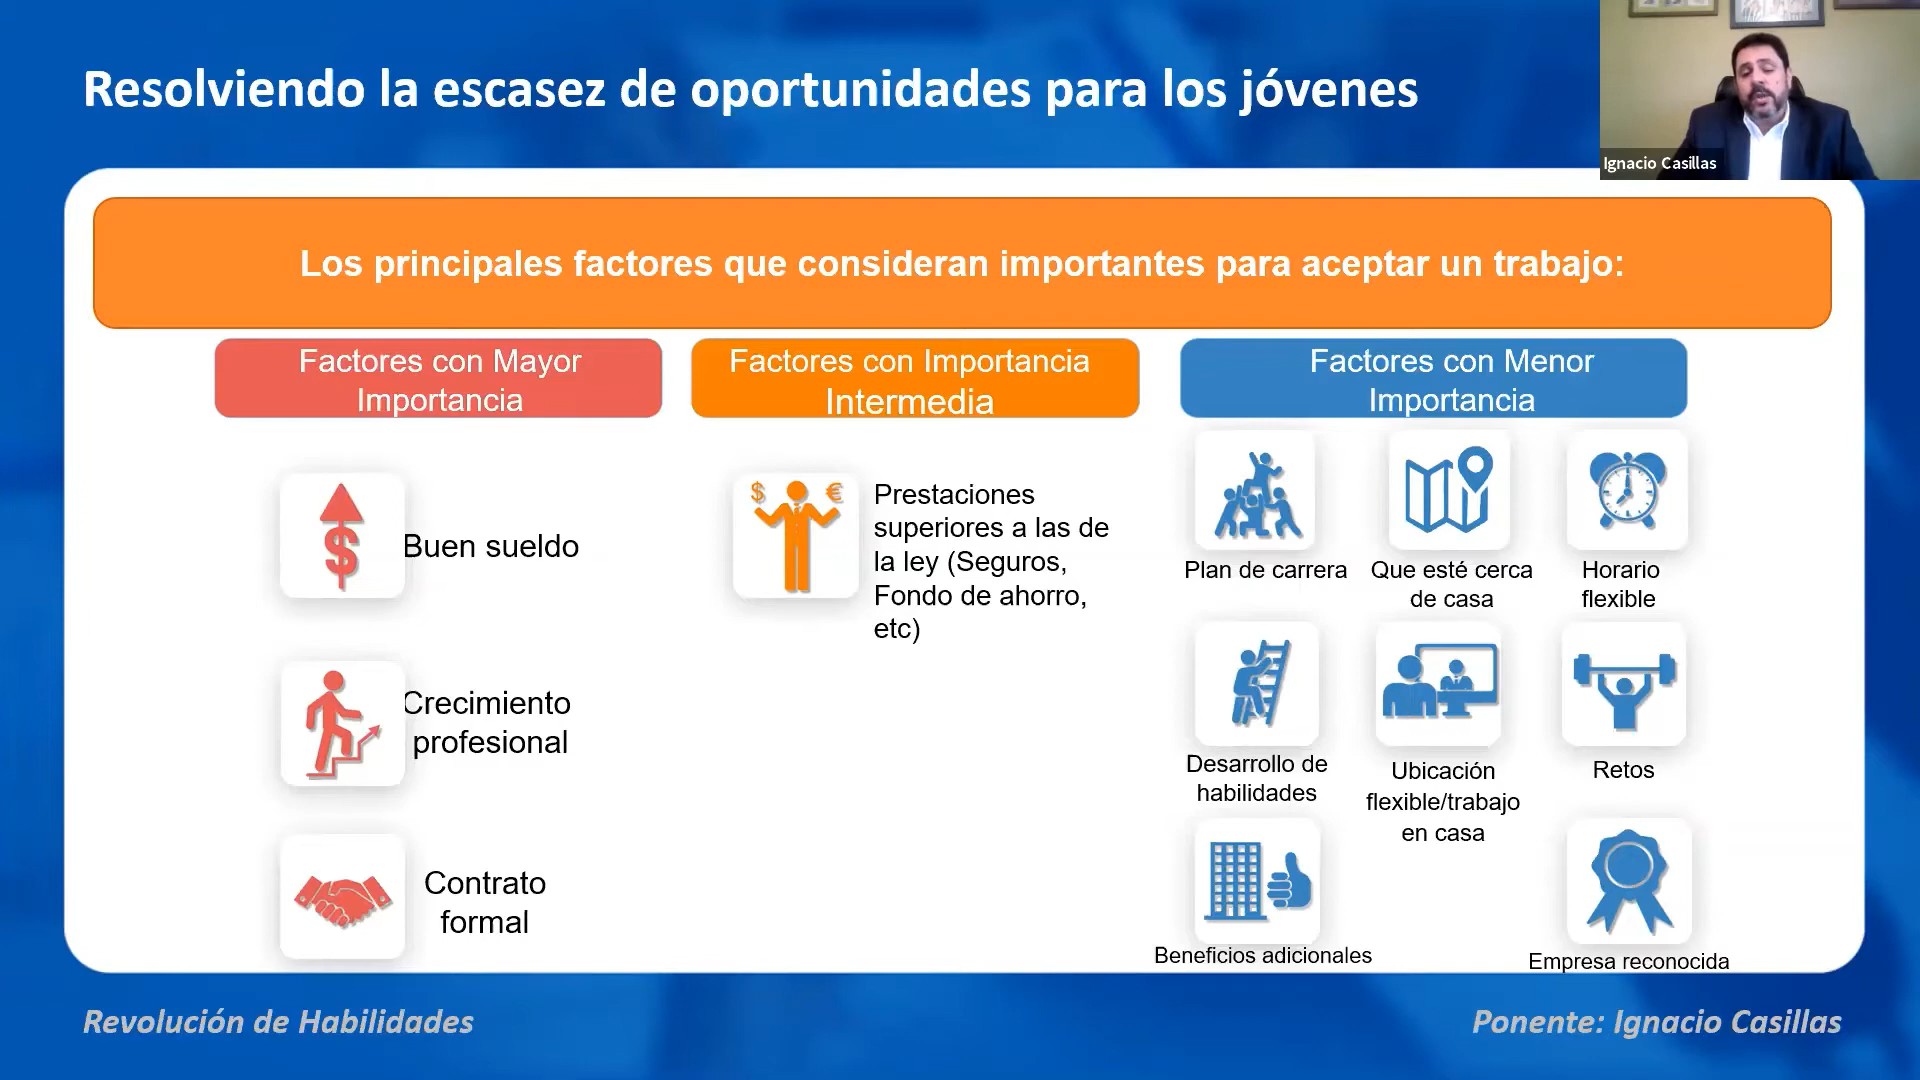 Resolviendo la escasez de oportunidades para los jóvenes
Ignacio Casillas
Los principales factores que consideran importantes para aceptar un trabajo:
Factores con Mayor
Importancia
Buen sueldo
Crecimiento
profesional
Contrato
formal
Factores con Importancia
Intermedia
$ €
Prestaciones
superiores a las de
la ley (Seguros,
Fondo de ahorro,
etc)
Factores con Menor
Importancia
Plan de carrera
Que esté cerca
de casa
Horario
flexible
Desarrollo de
habilidades
Ubicación
flexible/trabajo
en casa
Retos
Beneficios adicionales
Empresa reconocida
Revolución de Habilidades
Ponente: Ignacio Casillas